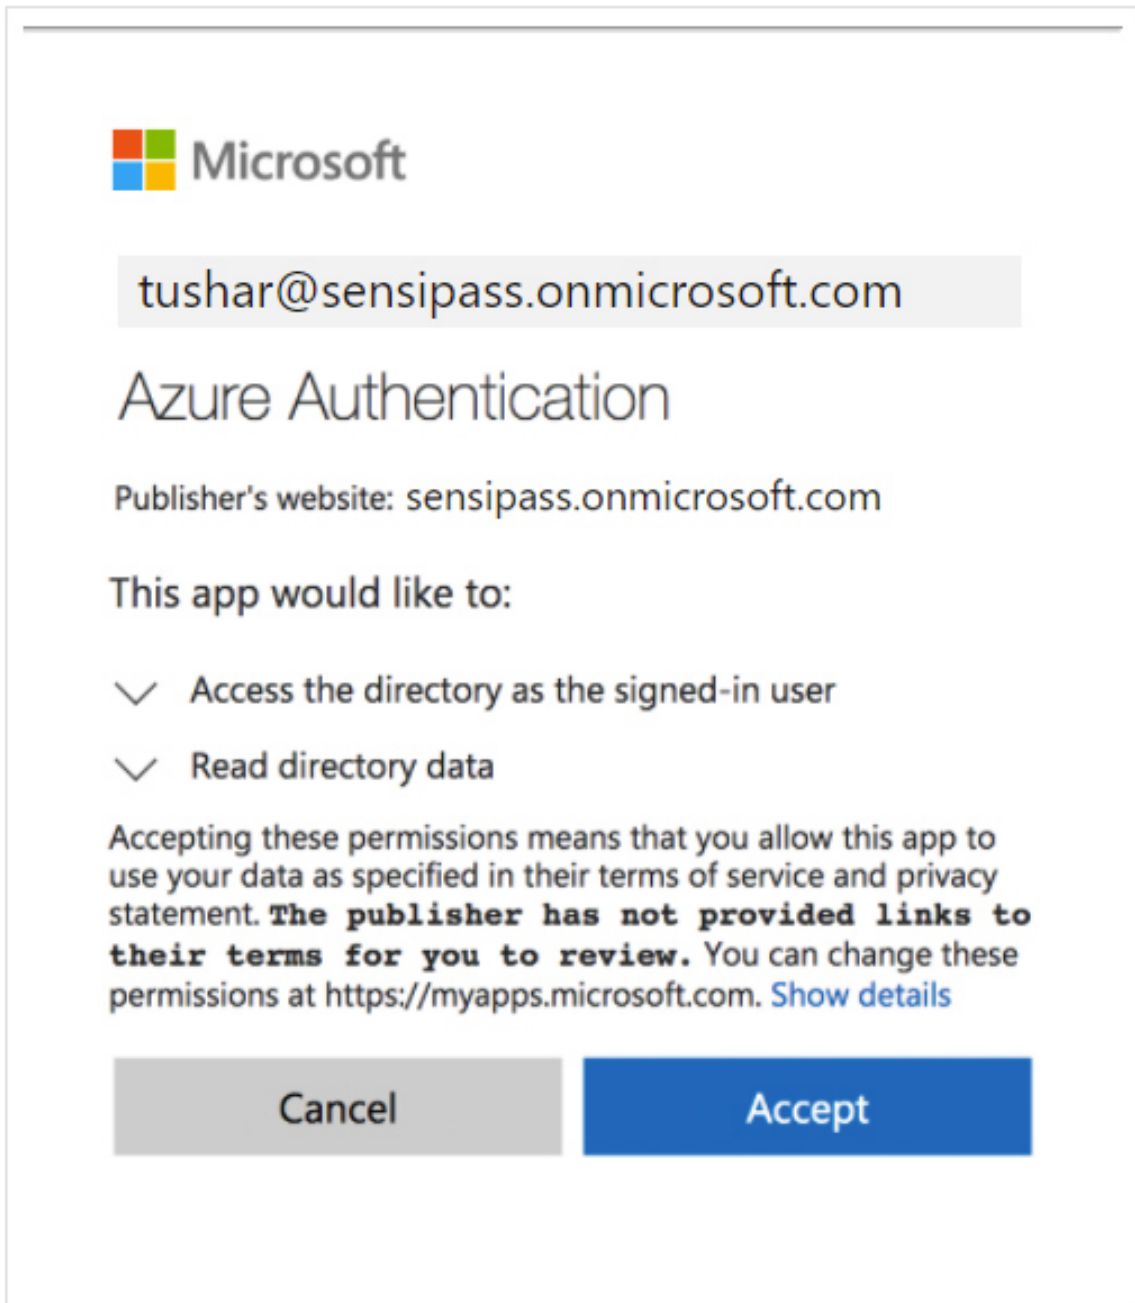 Microsoft
tushar@sensipass.onmicrosoft.com
Azure Authentication
Publisher's website: sensipass.onmicrosoft.com
This app would like to:
Access the directory as the signed-in user
Read directory data
Accepting these permissions means that you allow this app to
use your data as specified in their terms of service and privacy
statement. The publisher has not provided links to
their terms for you to review. You can change these
permissions at https://myapps.microsoft.com. Show details
Cancel
Accept